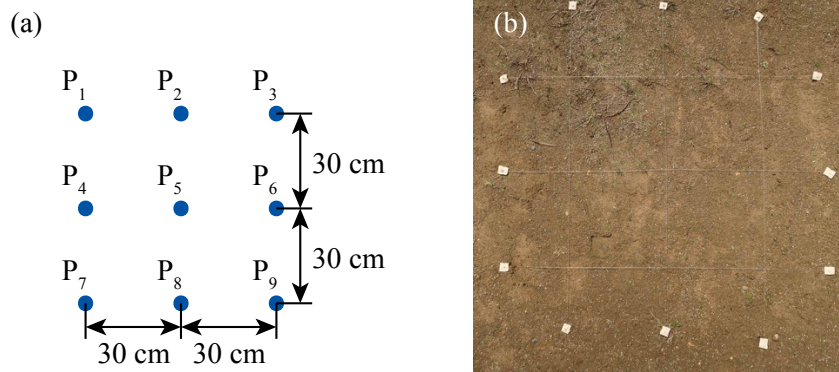 (a)
P1 P2 P3
30 cm
P4 P5 P6
30 cm
P7 P8 P9
30 cm 30 cm
(b)